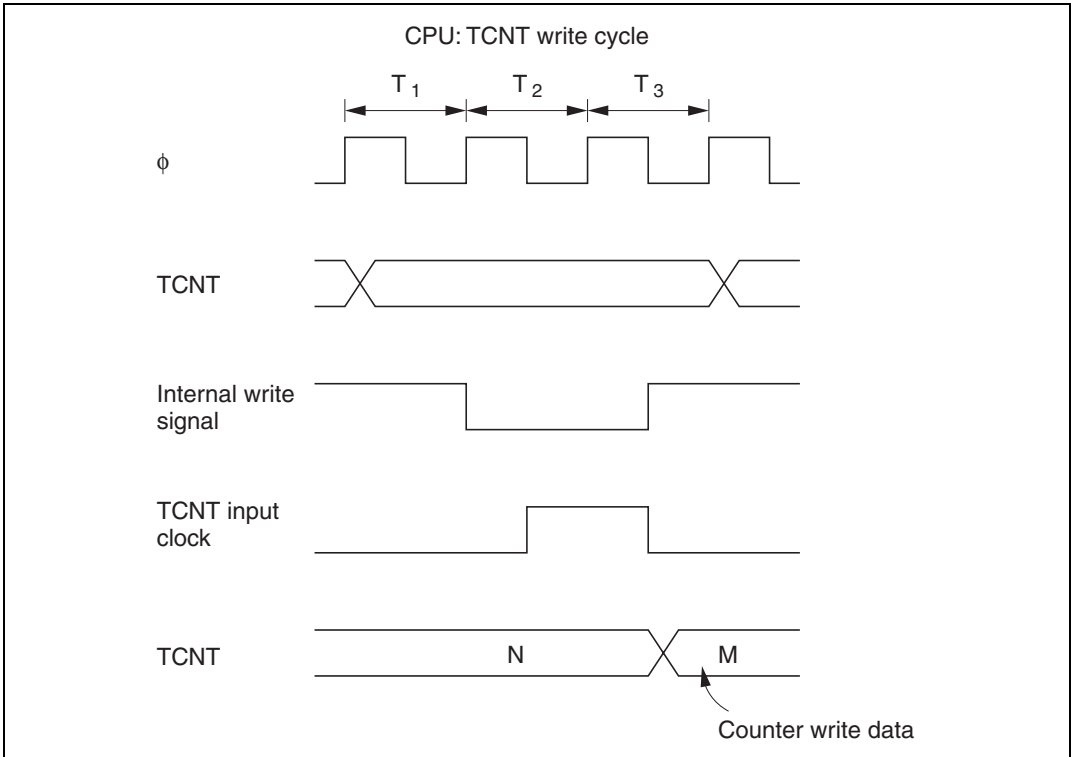 CPU: TCNT write cycle
T1 T2 T3
ϕ
TCNT
Internal write
signal
TCNT input
clock
TCNT N M
Counter write data